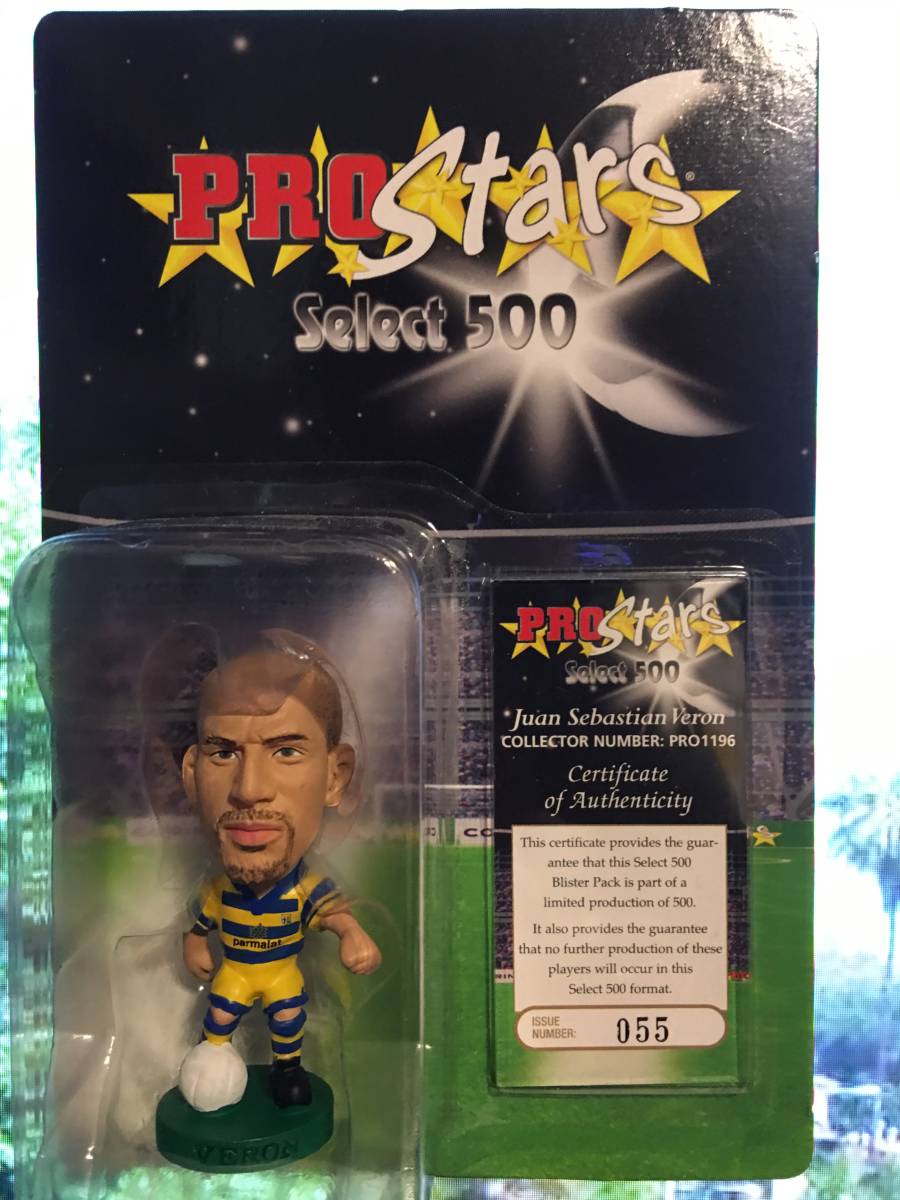 PRO Stars
Select 500
PRO Stars
Select 500
Juan Sebastian Veron
COLLECTOR NUMBER: PRO1196
Certificate
of Authenticity
This certificate provides the guar-
antee that this Select 500
Blister Pack is part of a
limited production of 500.
It also provides the guarantee
that no further production of these
players will occur in this
Select 500 format.
ISSUE
NUMBER: 055
parmalat
VERON